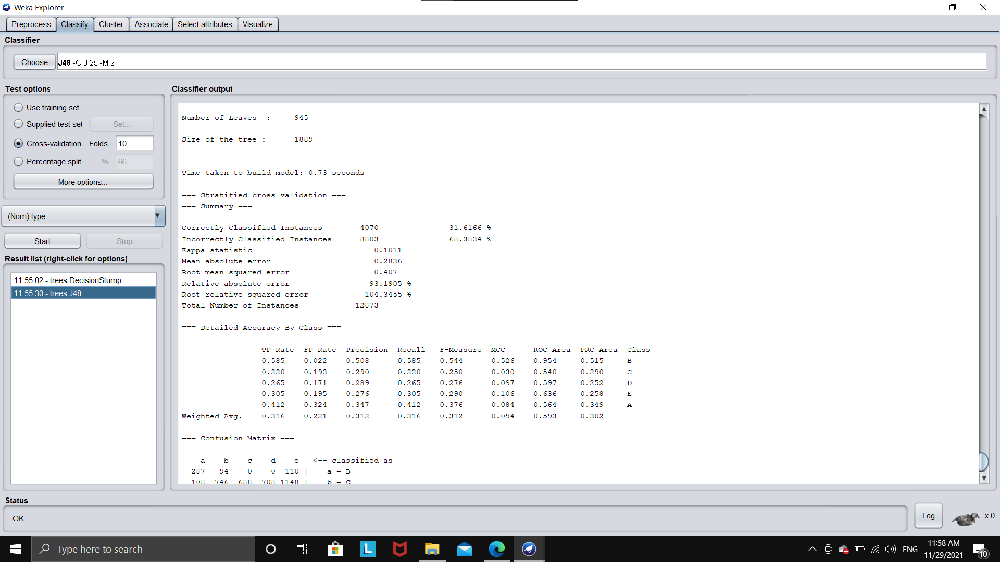 Weka Explorer
Preprocess Classify Cluster Associate Select attributes Visualize
Classifier
Choose J48 -C 0.25 -M 2
Test options
Use training set
Supplied test set Set...
Cross-validation Folds 10
Percentage split % 66
More options...
(Nom) type
Start Stop
Result list (right-click for options)
11:55:02 - trees.DecisionStump
11:55:30 - trees.J48
Classifier output
Number of Leaves : 945
Size of the tree : 1889
Time taken to build model: 0.73 seconds
=== Stratified cross-validation ===
=== Summary ===
Correctly Classified Instances 4070 31.6166 %
Incorrectly Classified Instances 8803 68.3834 %
Kappa statistic 0.1011
Mean absolute error 0.2836
Root mean squared error 0.407
Relative absolute error 93.1905 %
Root relative squared error 104.3455 %
Total Number of Instances 12873
=== Detailed Accuracy By Class ===
TP Rate FP Rate Precision Recall F-Measure MCC ROC Area PRC Area Class
0.585 0.022 0.508 0.585 0.544 0.526 0.954 0.515 B
0.220 0.193 0.290 0.220 0.250 0.030 0.540 0.290 C
0.265 0.171 0.289 0.265 0.276 0.097 0.597 0.252 D
0.305 0.195 0.276 0.305 0.290 0.106 0.636 0.258 E
0.412 0.324 0.347 0.412 0.376 0.084 0.564 0.349 A
Weighted Avg. 0.316 0.221 0.312 0.316 0.312 0.094 0.593 0.302
=== Confusion Matrix ===
a b c d e <-- classified as
287 94 0 0 110 | a = B
108 746 688 708 1148 | b = C
Status
OK
Log
x 0
Type here to search
L
ENG
11:58 AM
11/29/2021
10